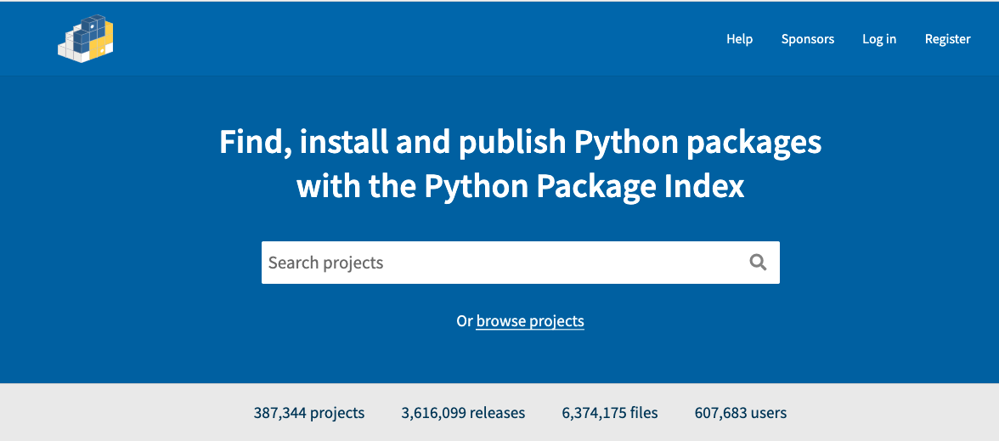 Help Sponsors Log in Register
Find, install and publish Python packages
with the Python Package Index
Search projects
Or browse projects
387,344 projects 3,616,099 releases 6,374,175 files 607,683 users